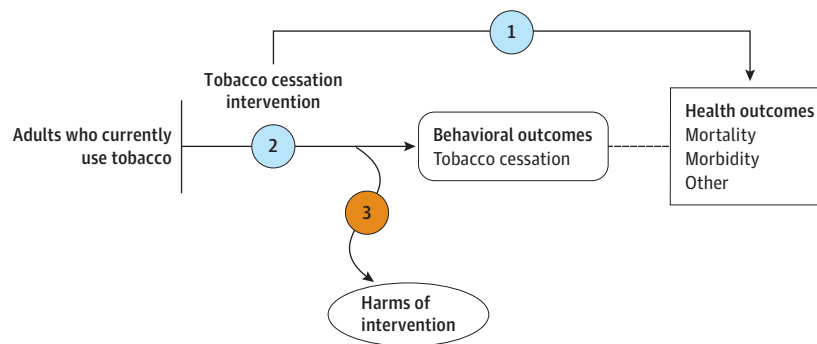 1
Tobacco cessation
intervention
Adults who currently
use tobacco
2
Behavioral outcomes
Tobacco cessation
Health outcomes
Mortality
Morbidity
Other
3
Harms of
intervention